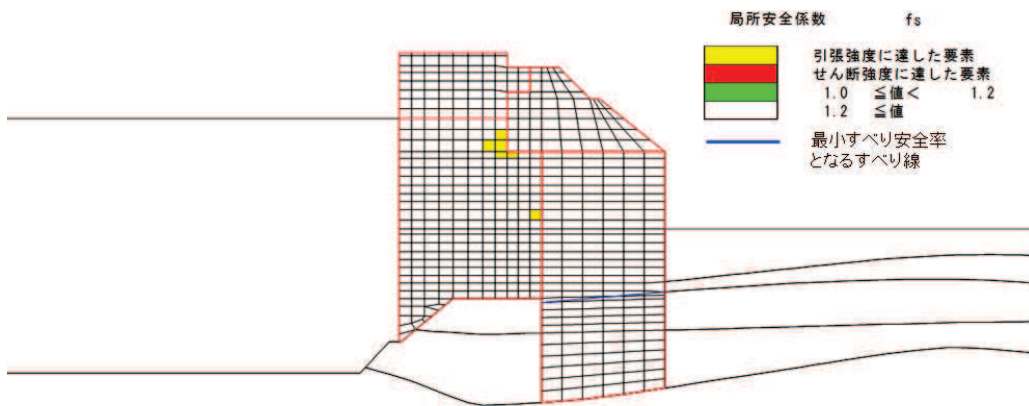 局所安全係数 fs
引張強度に達した要素
せん断強度に達した要素
1.0 ≦値< 1.2
1.2 ≦値
最小すべり安全率
となるすべり線